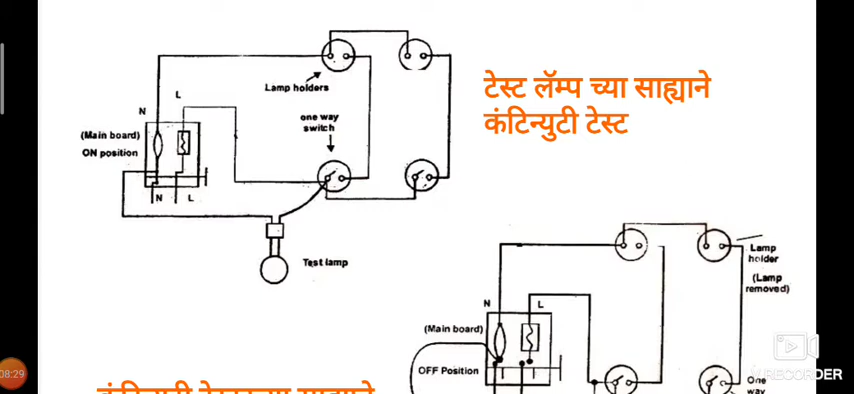 Lamp holders
टेस्ट लॅम्प च्या साह्याने
कंटिन्युटी टेस्ट
N
L
one way
switch
(Main board)
ON position
N
L
Test lamp
Lamp
holder
(Lamp
removed)
N
L
(Main board)
OFF Position
One
way
08:29
RECORDER